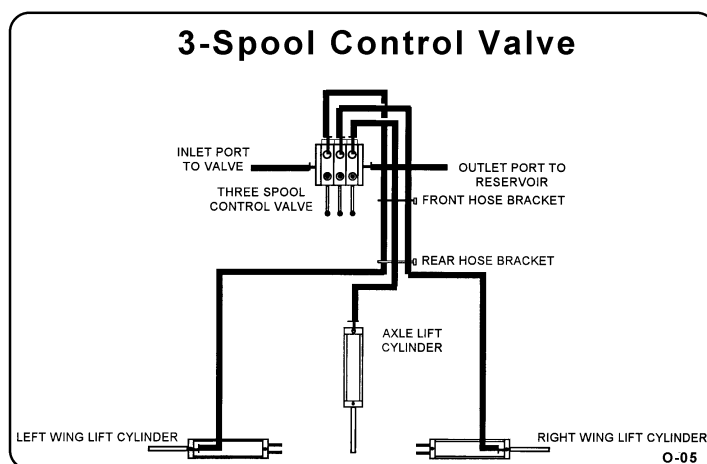 3-Spool Control Valve
INLET PORT
TO VALVE
OUTLET PORT TO
RESERVOIR
THREE SPOOL
CONTROL VALVE
FRONT HOSE BRACKET
REAR HOSE BRACKET
AXLE LIFT
CYLINDER
LEFT WING LIFT CYLINDER
RIGHT WING LIFT CYLINDER
O-05